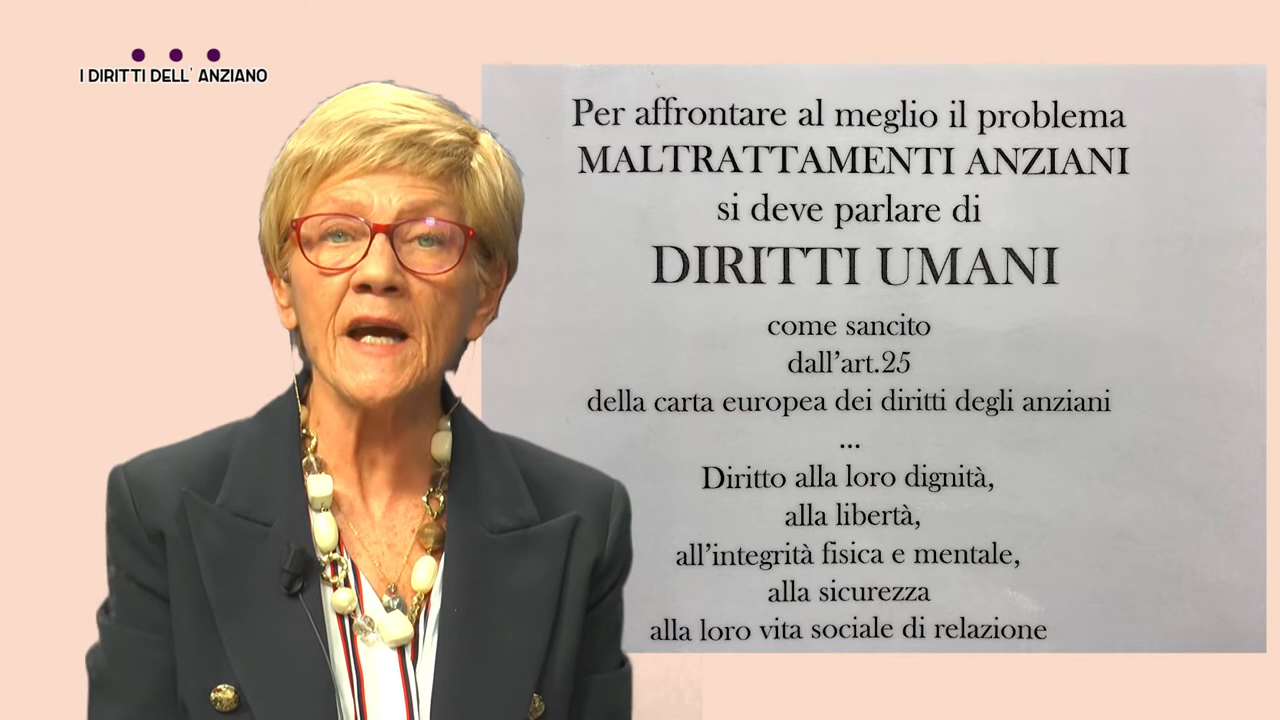 I DIRITTI DELL' ANZIANO
Per affrontare al meglio il problema
MALTRATTAMENTI ANZIANI
si deve parlare di
DIRITTI UMANI
come sancito
dall'art.25
della carta europea dei diritti degli anziani
...
Diritto alla loro dignità,
alla libertà,
all'integrità fisica e mentale,
alla sicurezza
alla loro vita sociale di relazione